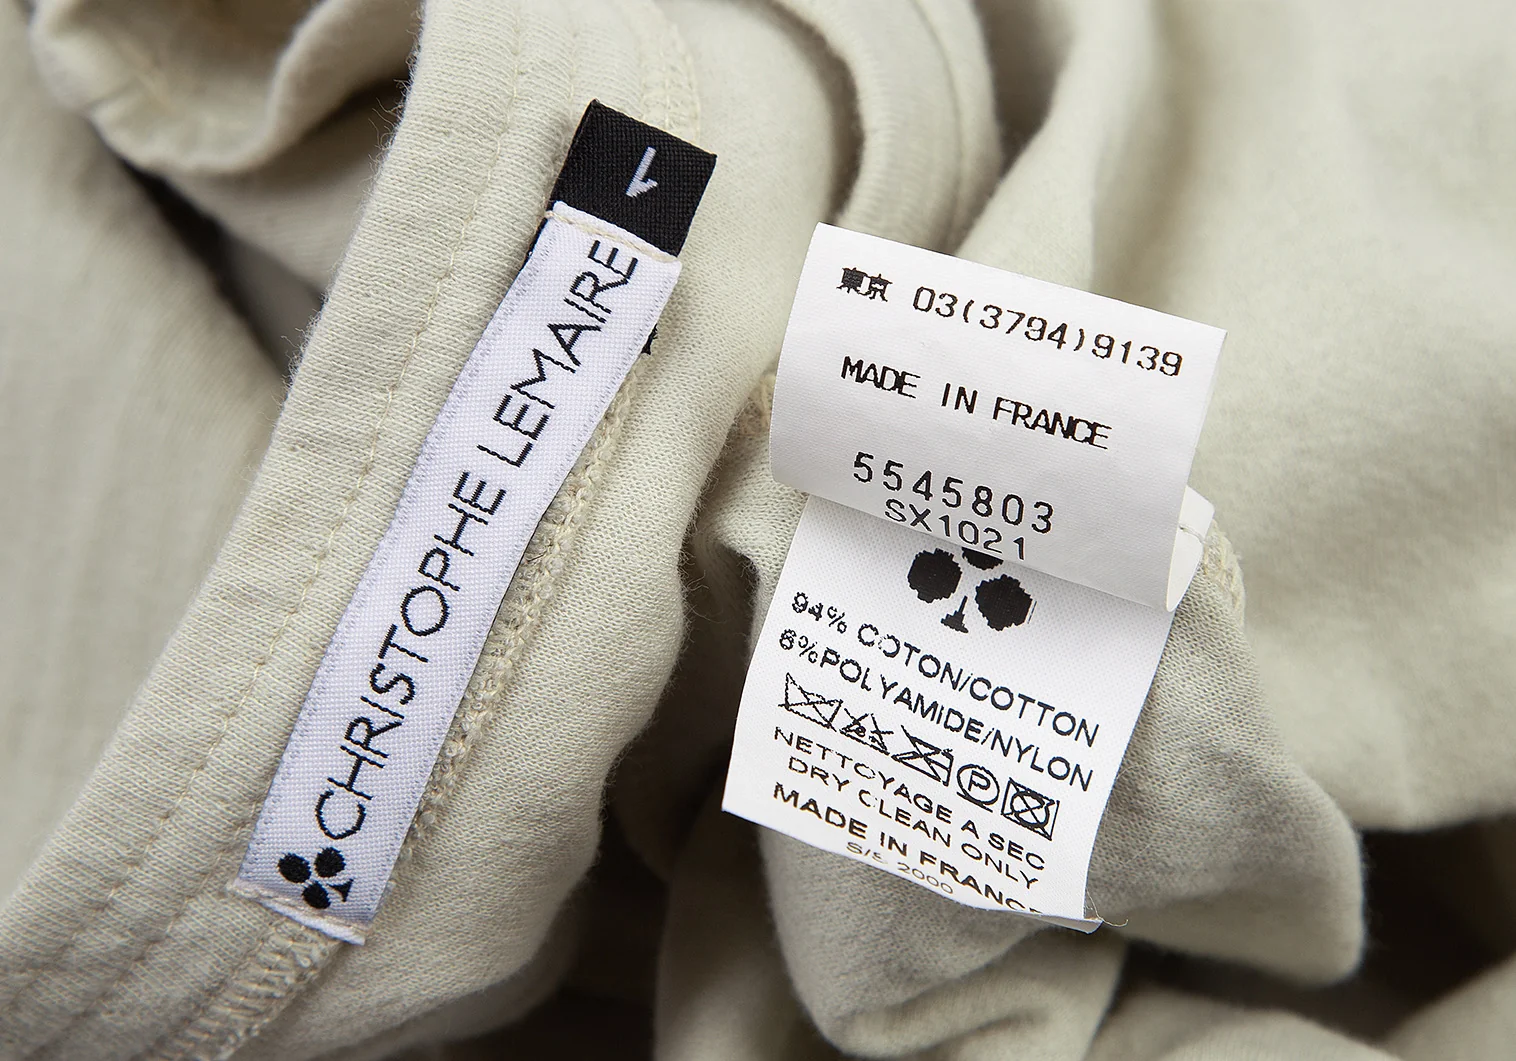 1
CHRISTOPHE LEMAIRE
東京 03(3794)9139
MADE IN FRANCE
5545803
SX1021
94% COTON/COTTON
6%POLYAMIDE/NYLON
P
NETTOYAGE A SEC
DRY CLEAN ONLY
MADE IN FRANCE
S/S 2000